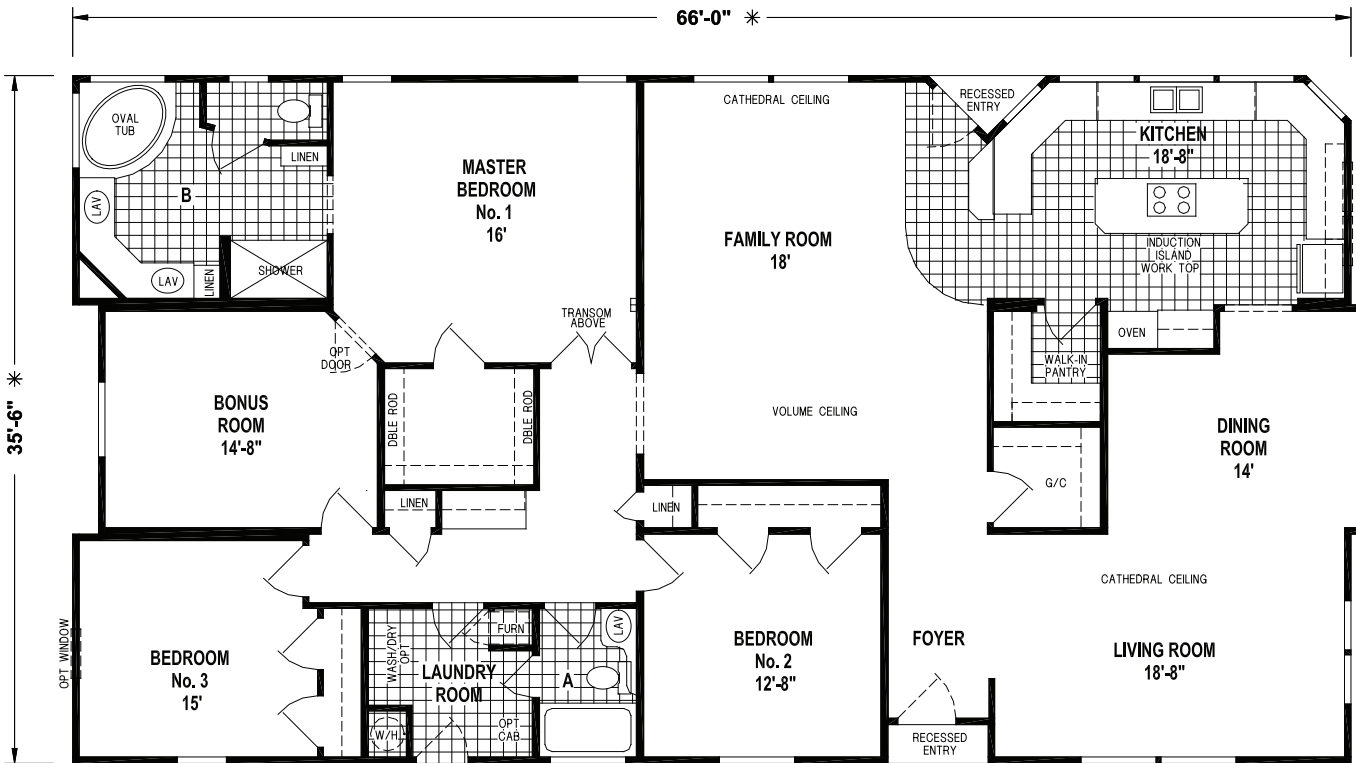 66'-0" ✳
35'-6" ✳
CATHEDRAL CEILING
RECESSED
ENTRY
OVAL
TUB
LINEN
KITCHEN
18'-8"
MASTER
BEDROOM
No. 1
16'
B
LAV
FAMILY ROOM
18'
INDUCTION
ISLAND
WORK TOP
SHOWER
LAV
LINEN
TRANSOM
ABOVE
OPT
DOOR
OVEN
WALK-IN
PANTRY
BONUS
ROOM
14'-8"
DBLE ROD
DBLE ROD
VOLUME CEILING
DINING
ROOM
14'
G/C
LINEN
LINEN
CATHEDRAL CEILING
OPT WINDOW
BEDROOM
No. 3
15'
WASH/DRY
OPT
FURN
LAV
LAUNDRY
ROOM
A
W/H
OPT
CAB
BEDROOM
No. 2
12'-8"
FOYER
LIVING ROOM
18'-8"
RECESSED
ENTRY